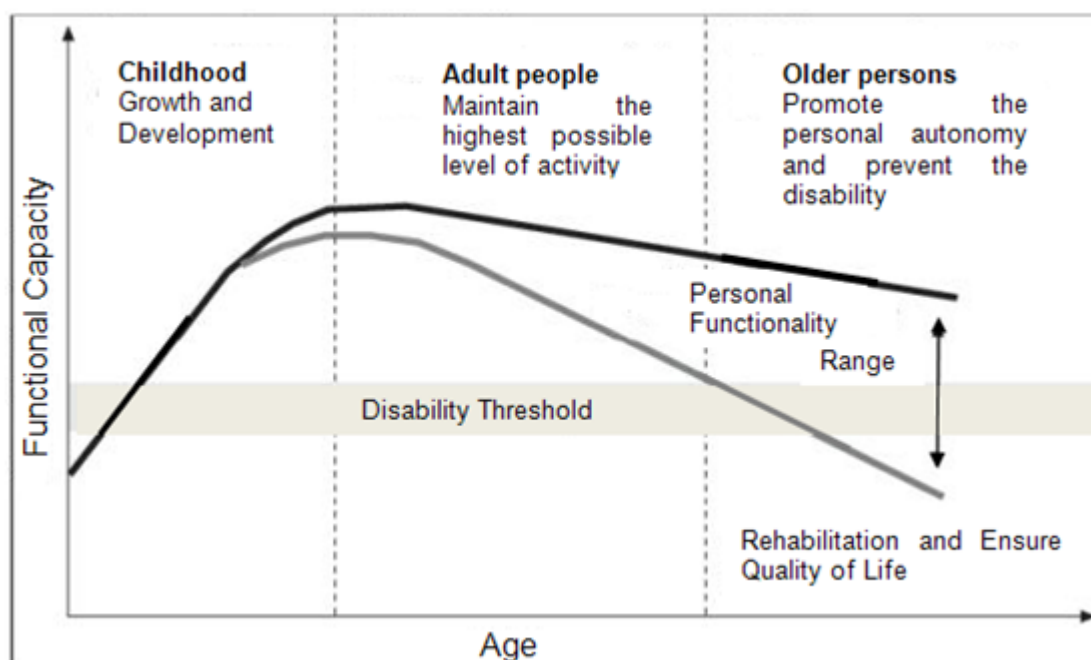 Childhood
Growth and
Development
Adult people
Maintain the
highest possible
level of activity
Older persons
Promote the
personal autonomy
and prevent the
disability
Functional Capacity
Personal
Functionality
Range
Disability Threshold
Rehabilitation and Ensure
Quality of Life
Age